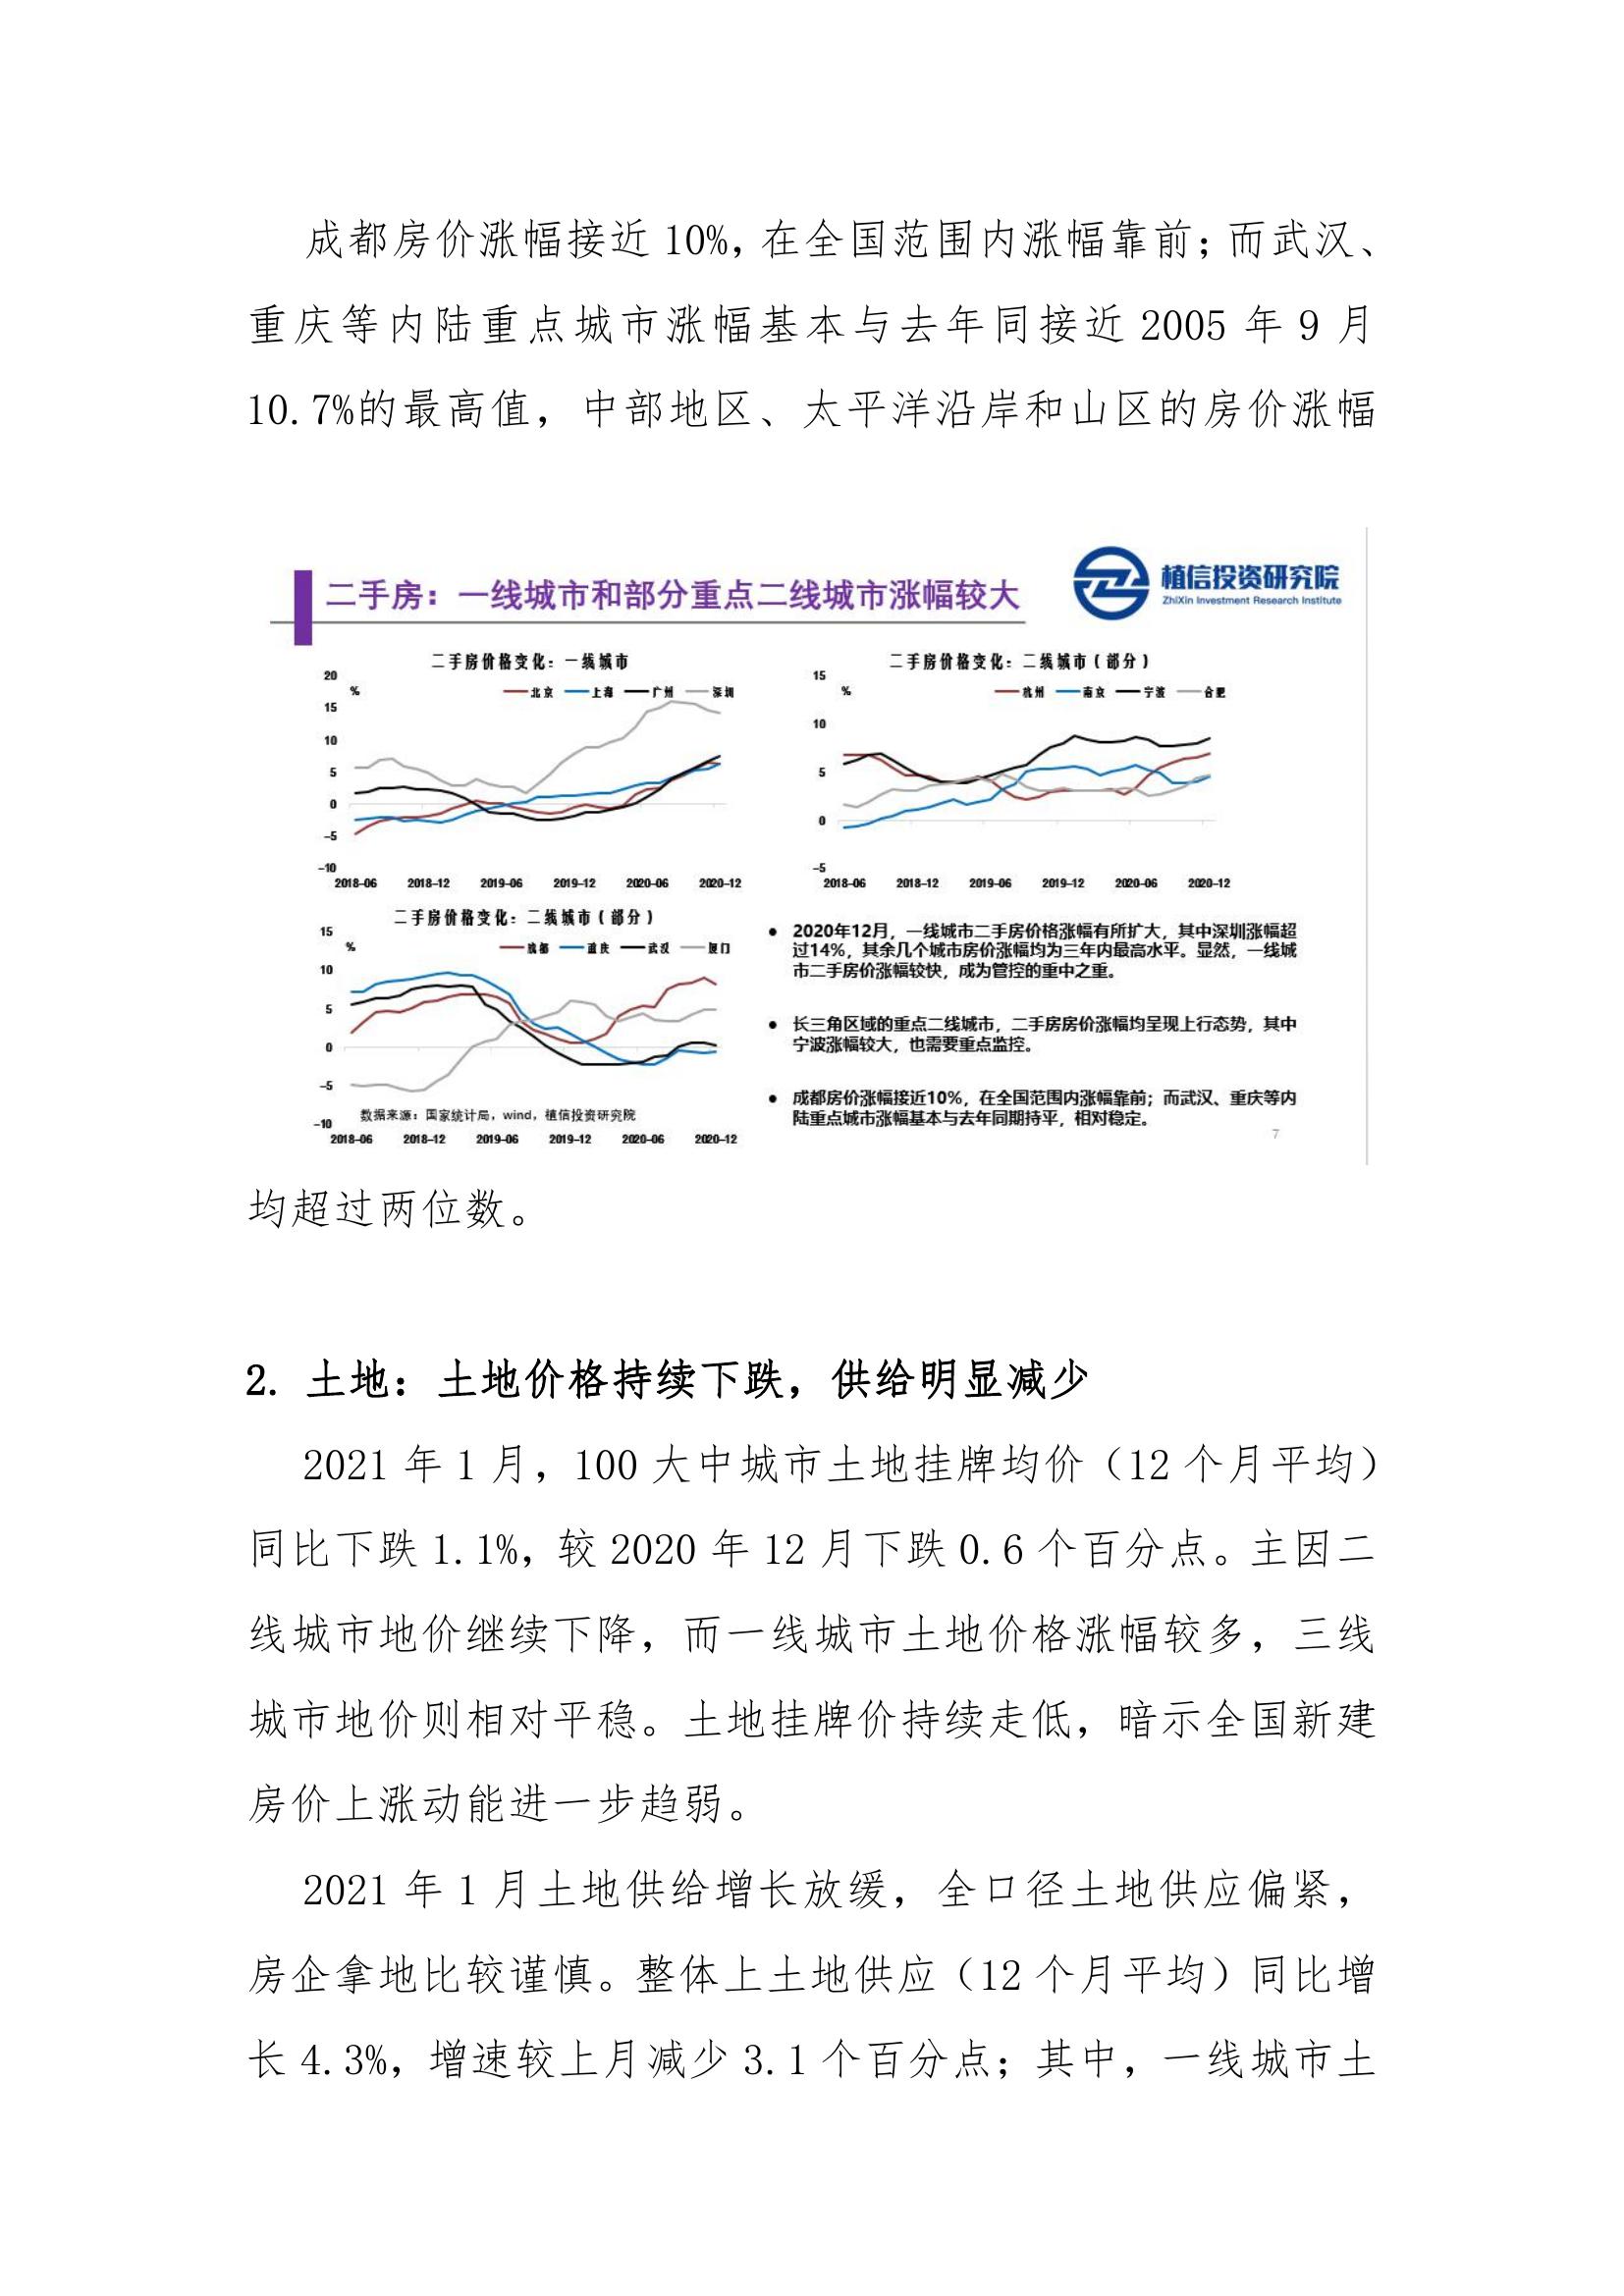 成都房价涨幅接近 10%，在全国范围内涨幅靠前；而武汉、
重庆等内陆重点城市涨幅基本与去年同接近 2005 年 9 月
10.7%的最高值，中部地区、太平洋沿岸和山区的房价涨幅
二手房：一线城市和部分重点二线城市涨幅较大
植信投资研究院
ZhiXin Investment Research Institute
二手房价格变化：一线城市
%
北京 上海 广州 深圳
20
15
10
5
0
-5
-10
2018-06 2018-12 2019-06 2019-12 2020-06 2020-12
二手房价格变化：二线城市（部分）
%
杭州 南京 宁波 合肥
15
10
5
0
-5
2018-06 2018-12 2019-06 2019-12 2020-06 2020-12
二手房价格变化：二线城市（部分）
%
成都 重庆 武汉 厦门
15
10
5
0
-5
-10
数据来源：国家统计局，wind，植信投资研究院
2018-06 2018-12 2019-06 2019-12 2020-06 2020-12
● 2020年12月，一线城市二手房价格涨幅有所扩大，其中深圳涨幅超
过14%，其余几个城市房价涨幅均为三年内最高水平。显然，一线城
市二手房价涨幅较快，成为管控的重中之重。
● 长三角区域的重点二线城市，二手房房价涨幅均呈现上行态势，其中
宁波涨幅较大，也需要重点监控。
● 成都房价涨幅接近10%，在全国范围内涨幅靠前；而武汉、重庆等内
陆重点城市涨幅基本与去年同期持平，相对稳定。
7
均超过两位数。
2. 土地：土地价格持续下跌，供给明显减少
2021 年 1 月，100 大中城市土地挂牌均价（12 个月平均）
同比下跌 1.1%，较 2020 年 12 月下跌 0.6 个百分点。主因二
线城市地价继续下降，而一线城市土地价格涨幅较多，三线
城市地价则相对平稳。土地挂牌价持续走低，暗示全国新建
房价上涨动能进一步趋弱。
2021 年 1 月土地供给增长放缓，全口径土地供应偏紧，
房企拿地比较谨慎。整体上土地供应（12 个月平均）同比增
长 4.3%，增速较上月减少 3.1 个百分点；其中，一线城市土